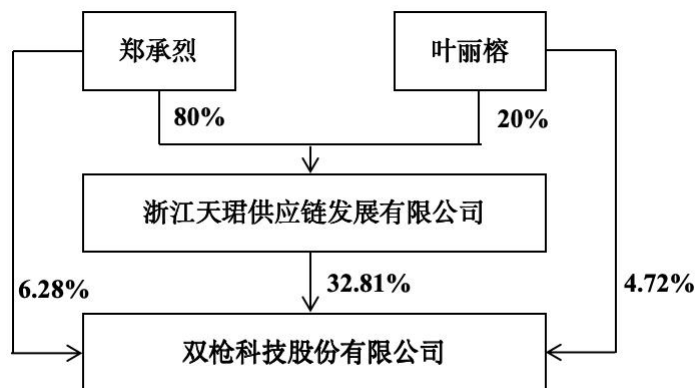 郑承烈
叶丽榕
80%
20%
浙江天珺供应链发展有限公司
6.28%
32.81%
4.72%
双枪科技股份有限公司